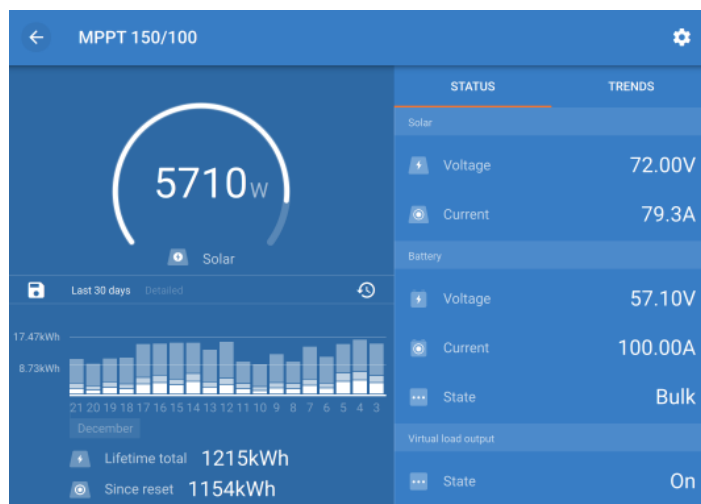 MPPT 150/100
5710W
Solar
Last 30 days Detailed
17.47kWh
8.73kWh
21 20 19 18 17 16 15 14 13 12 11 10 9 8 7 6 5 4 3
December
Lifetime total 1215kWh
Since reset 1154kWh
STATUS TRENDS
Solar
Voltage 72.00V
Current 79.3A
Battery
Voltage 57.10V
Current 100.00A
State Bulk
Virtual load output
State On